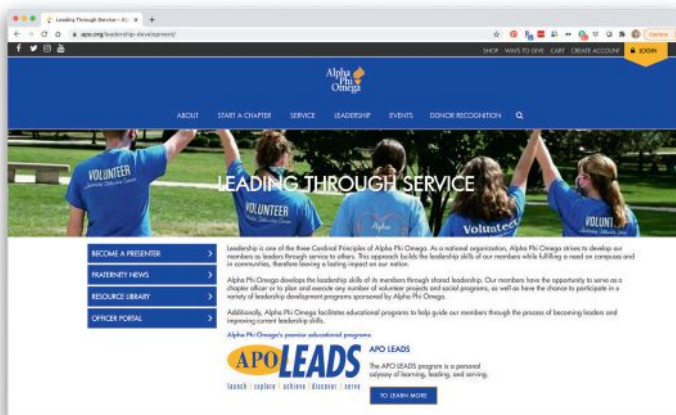 Leading Through Service – Al
apo.org/leadership-development/
Update
SHOP WAYS TO GIVE CART CREATE ACCOUNT LOGIN
Alpha
Phi
Omega
ABOUT START A CHAPTER SERVICE LEADERSHIP EVENTS DONOR RECOGNITION
VOLUNTEER
VOLUNTEER
Alpha
Volunteer
VOLUNT
LEADING THROUGH SERVICE
BECOME A PRESENTER
FRATERNITY NEWS
RESOURCE LIBRARY
OFFICER PORTAL
Leadership is one of the three Cardinal Principles of Alpha Phi Omega. As a national organization, Alpha Phi Omega strives to develop our
members as leaders through service to others. This approach builds the leadership skills of our members while fulfilling a need on campuses and
in communities, therefore leaving a lasting impact on our nation.
Alpha Phi Omega develops the leadership skills of its members through shared leadership. Our members have the opportunity to serve as a
chapter officer or to plan and execute any number of volunteer projects and social programs, as well as have the chance to participate in a
variety of leadership development programs sponsored by Alpha Phi Omega.
Additionally, Alpha Phi Omega facilitates educational programs to help guide our members through the process of becoming leaders and
improving current leadership skills.
Alpha Phi Omega's premier educational programs
APO LEADS
launch | explore | achieve | discover | serve
APO LEADS
The APO LEADS program is a personal
odyssey of learning, leading, and serving.
TO LEARN MORE